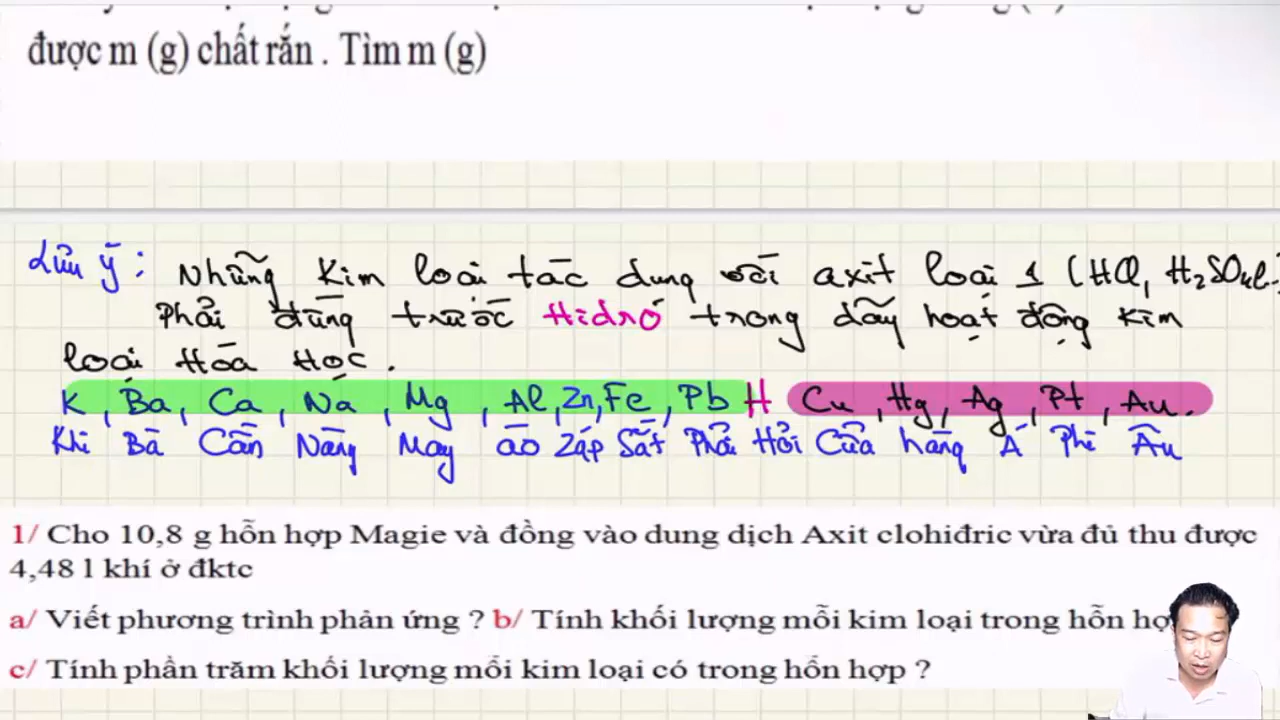 được m (g) chất rắn . Tìm m (g)
Lưu ý : Những Kim loại tác dụng với axit loại 1 (HCl, H₂SO₄l)
Phải đứng trước Hidrô trong dãy hoạt động Kim
loại Hóa Học .
K , Ba , Ca , Na , Mg , Al, Zn, Fe , Pb H Cu , Hg , Ag , Pt , Au .
Khi Bà Cần Nàng May áo Záp Sắt Phải Hỏi Cửa hàng Á Phi Âu
1/ Cho 10,8 g hỗn hợp Magie và đồng vào dung dịch Axit clohiđric vừa đủ thu được
4,48 l khí ở đktc
a/ Viết phương trình phản ứng ? b/ Tính khối lượng mỗi kim loại trong hỗn
c/ Tính phần trăm khối lượng mỗi kim loại có trong hỗn hợp ?